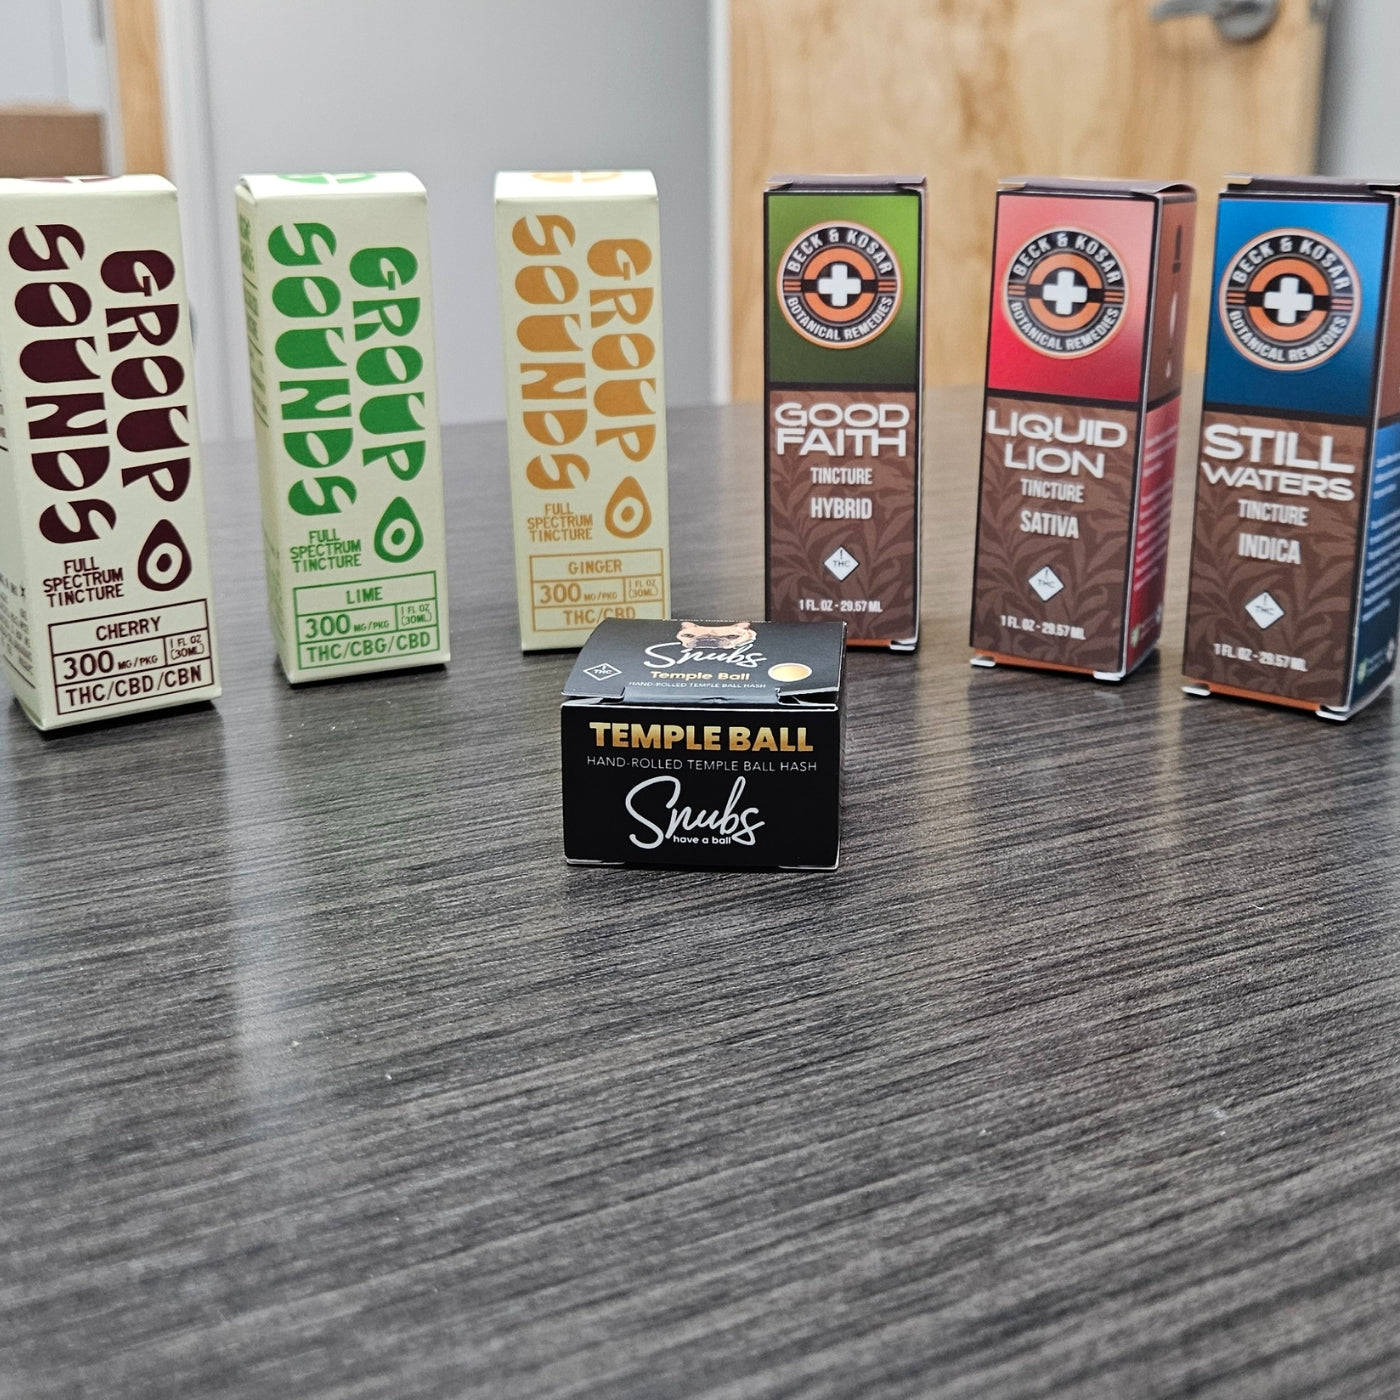 GROUP
SOUNDS
FULL
SPECTRUM
TINCTURE
CHERRY
300 MG/PKG
1 FL OZ
(30ML)
THC/CBD/CBN
GROUP
SOUNDS
FULL
SPECTRUM
TINCTURE
LIME
300 MG/PKG
1 FL OZ
(30ML)
THC/CBG/CBD
GROUP
SOUNDS
FULL
SPECTRUM
TINCTURE
GINGER
300 MG/PKG
1 FL OZ
(30ML)
THC/CBD
BECK & KOSAR
BOTANICAL REMEDIES
GOOD
FAITH
TINCTURE
HYBRID
!
THC
1 FL. OZ - 29.57 ML
BECK & KOSAR
BOTANICAL REMEDIES
LIQUID
LION
TINCTURE
SATIVA
!
THC
1 FL. OZ - 29.57 ML
BECK & KOSAR
BOTANICAL REMEDIES
STILL
WATERS
TINCTURE
INDICA
!
THC
1 FL. OZ - 29.57 ML
!
THC
Snubs
Temple Ball
HAND-ROLLED TEMPLE BALL HASH
TEMPLE BALL
HAND-ROLLED TEMPLE BALL HASH
Snubs
have a ball